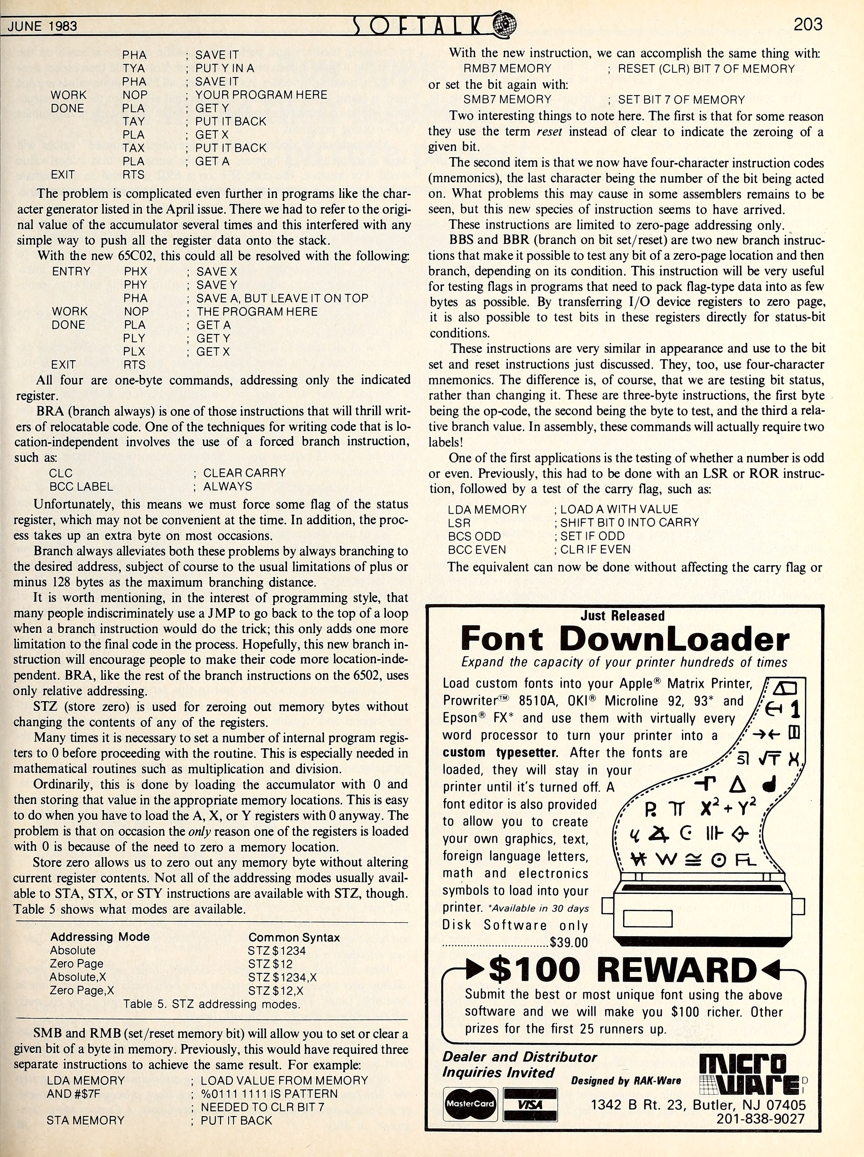 JUNE 1983
SOFTALK
203
PHA ; SAVE IT
TYA ; PUT Y IN A
PHA ; SAVE IT
WORK NOP ; YOUR PROGRAM HERE
DONE PLA ; GET Y
TAY ; PUT IT BACK
PLA ; GET X
TAX ; PUT IT BACK
PLA ; GET A
EXIT RTS
The problem is complicated even further in programs like the char-
acter generator listed in the April issue. There we had to refer to the origi-
nal value of the accumulator several times and this interfered with any
simple way to push all the register data onto the stack.
With the new 65C02, this could all be resolved with the following:
ENTRY PHX ; SAVE X
PHY ; SAVE Y
PHA ; SAVE A, BUT LEAVE IT ON TOP
WORK NOP ; THE PROGRAM HERE
DONE PLA ; GET A
PLY ; GET Y
PLX ; GET X
EXIT RTS
All four are one-byte commands, addressing only the indicated
register.
BRA (branch always) is one of those instructions that will thrill writ-
ers of relocatable code. One of the techniques for writing code that is lo-
cation-independent involves the use of a forced branch instruction,
such as:
CLC ; CLEAR CARRY
BCC LABEL ; ALWAYS
Unfortunately, this means we must force some flag of the status
register, which may not be convenient at the time. In addition, the proc-
ess takes up an extra byte on most occasions.
Branch always alleviates both these problems by always branching to
the desired address, subject of course to the usual limitations of plus or
minus 128 bytes as the maximum branching distance.
It is worth mentioning, in the interest of programming style, that
many people indiscriminately use a JMP to go back to the top of a loop
when a branch instruction would do the trick; this only adds one more
limitation to the final code in the process. Hopefully, this new branch in-
struction will encourage people to make their code more location-inde-
pendent. BRA, like the rest of the branch instructions on the 6502, uses
only relative addressing.
STZ (store zero) is used for zeroing out memory bytes without
changing the contents of any of the registers.
Many times it is necessary to set a number of internal program regis-
ters to 0 before proceeding with the routine. This is especially needed in
mathematical routines such as multiplication and division.
Ordinarily, this is done by loading the accumulator with 0 and
then storing that value in the appropriate memory locations. This is easy
to do when you have to load the A, X, or Y registers with 0 anyway. The
problem is that on occasion the only reason one of the registers is loaded
with 0 is because of the need to zero a memory location.
Store zero allows us to zero out any memory byte without altering
current register contents. Not all of the addressing modes usually avail-
able to STA, STX, or STY instructions are available with STZ, though.
Table 5 shows what modes are available.
Addressing Mode Common Syntax
Absolute STZ $1234
Zero Page STZ $12
Absolute,X STZ $1234,X
Zero Page,X STZ $12,X
Table 5. STZ addressing modes.
SMB and RMB (set/reset memory bit) will allow you to set or clear a
given bit of a byte in memory. Previously, this would have required three
separate instructions to achieve the same result. For example:
LDA MEMORY ; LOAD VALUE FROM MEMORY
AND #$7F ; %0111 1111 IS PATTERN
; NEEDED TO CLR BIT 7
STA MEMORY ; PUT IT BACK
With the new instruction, we can accomplish the same thing with:
RMB7 MEMORY ; RESET (CLR) BIT 7 OF MEMORY
or set the bit again with:
SMB7 MEMORY ; SET BIT 7 OF MEMORY
Two interesting things to note here. The first is that for some reason
they use the term reset instead of clear to indicate the zeroing of a
given bit.
The second item is that we now have four-character instruction codes
(mnemonics), the last character being the number of the bit being acted
on. What problems this may cause in some assemblers remains to be
seen, but this new species of instruction seems to have arrived.
These instructions are limited to zero-page addressing only.
BBS and BBR (branch on bit set/reset) are two new branch instruc-
tions that make it possible to test any bit of a zero-page location and then
branch, depending on its condition. This instruction will be very useful
for testing flags in programs that need to pack flag-type data into as few
bytes as possible. By transferring I/O device registers to zero page,
it is also possible to test bits in these registers directly for status-bit
conditions.
These instructions are very similar in appearance and use to the bit
set and reset instructions just discussed. They, too, use four-character
mnemonics. The difference is, of course, that we are testing bit status,
rather than changing it. These are three-byte instructions, the first byte
being the op-code, the second being the byte to test, and the third a rela-
tive branch value. In assembly, these commands will actually require two
labels!
One of the first applications is the testing of whether a number is odd
or even. Previously, this had to be done with an LSR or ROR instruc-
tion, followed by a test of the carry flag, such as:
LDA MEMORY ; LOAD A WITH VALUE
LSR ; SHIFT BIT 0 INTO CARRY
BCS ODD ; SET IF ODD
BCC EVEN ; CLR IF EVEN
The equivalent can now be done without affecting the carry flag or
Just Released
Font DownLoader
Expand the capacity of your printer hundreds of times
Load custom fonts into your Apple® Matrix Printer,
Prowriter™ 8510A, OKI® Microline 92, 93* and
Epson® FX* and use them with virtually every
word processor to turn your printer into a
custom typesetter. After the fonts are
loaded, they will stay in your
printer until it's turned off. A
font editor is also provided
to allow you to create
your own graphics, text,
foreign language letters,
math and electronics
symbols to load into your
printer. *Available in 30 days
Disk Software only
................................$39.00
X² + Y²
$100 REWARD
Submit the best or most unique font using the above
software and we will make you $100 richer. Other
prizes for the first 25 runners up.
Dealer and Distributor
Inquiries Invited
Designed by RAK-Ware
MICRO
WARE DI
MasterCard
VISA
1342 B Rt. 23, Butler, NJ 07405
201-838-9027